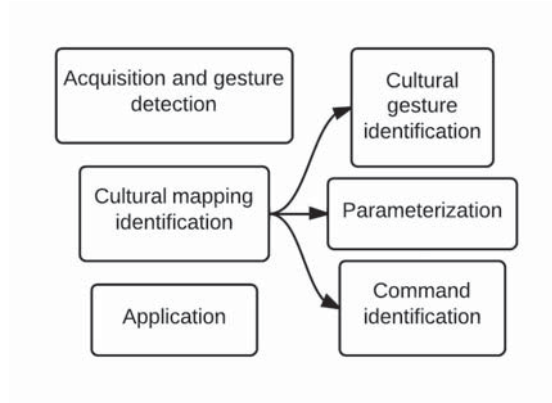 Acquisition and gesture
detection
Cultural mapping
identification
Application
Cultural
gesture
identification
Parameterization
Command
identification